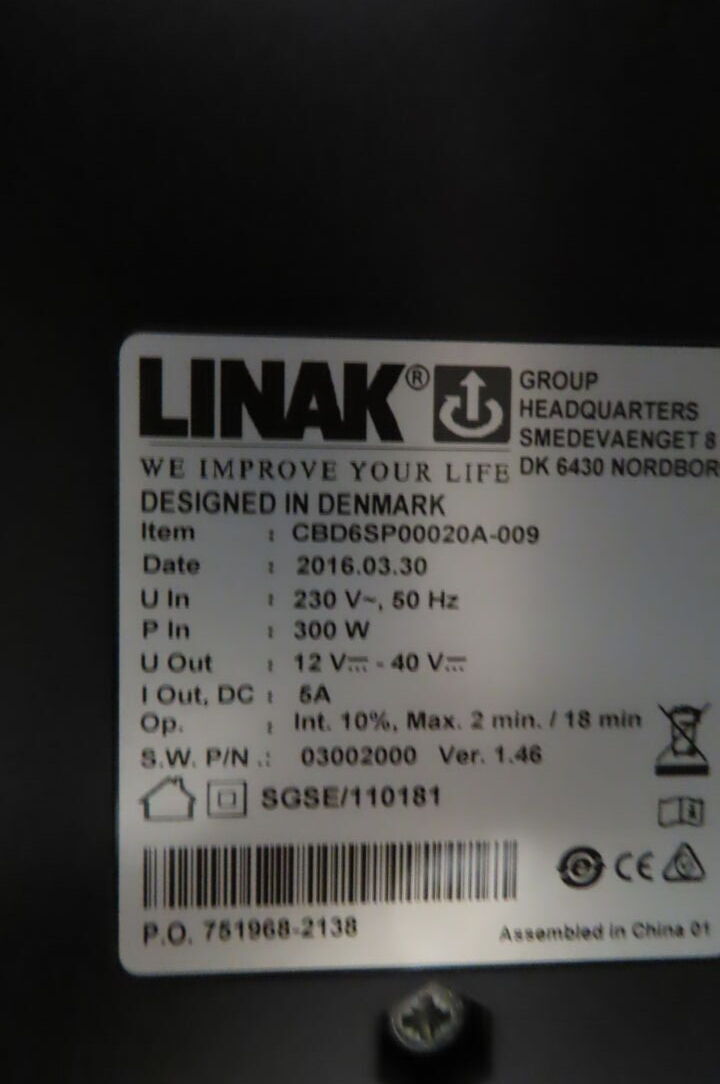 LINAK®
WE IMPROVE YOUR LIFE
GROUP
HEADQUARTERS
SMEDEVAENGET 8
DK 6430 NORDBOR
DESIGNED IN DENMARK
Item : CBD6SP00020A-009
Date : 2016.03.30
U In : 230 V~, 50 Hz
P In : 300 W
U Out : 12 V⎓ - 40 V⎓
I Out, DC : 5A
Op. : Int. 10%, Max. 2 min. / 18 min
S.W. P/N .: 03002000 Ver. 1.46
SGSE/110181
CE
P.O. 751968-2138
Assembled in China 01